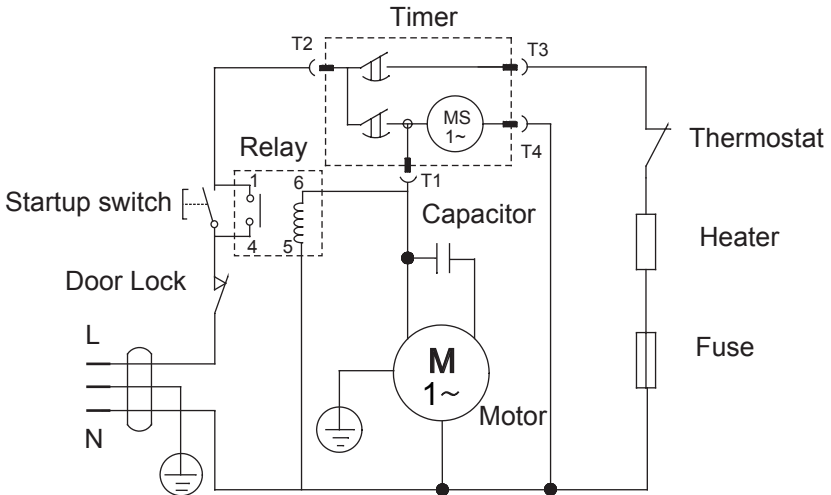 Timer
T2
T3
MS
1~
T4
Thermostat
Relay
1
6
T1
Startup switch
Capacitor
4
5
Heater
Door Lock
L
Fuse
M
1~
Motor
N